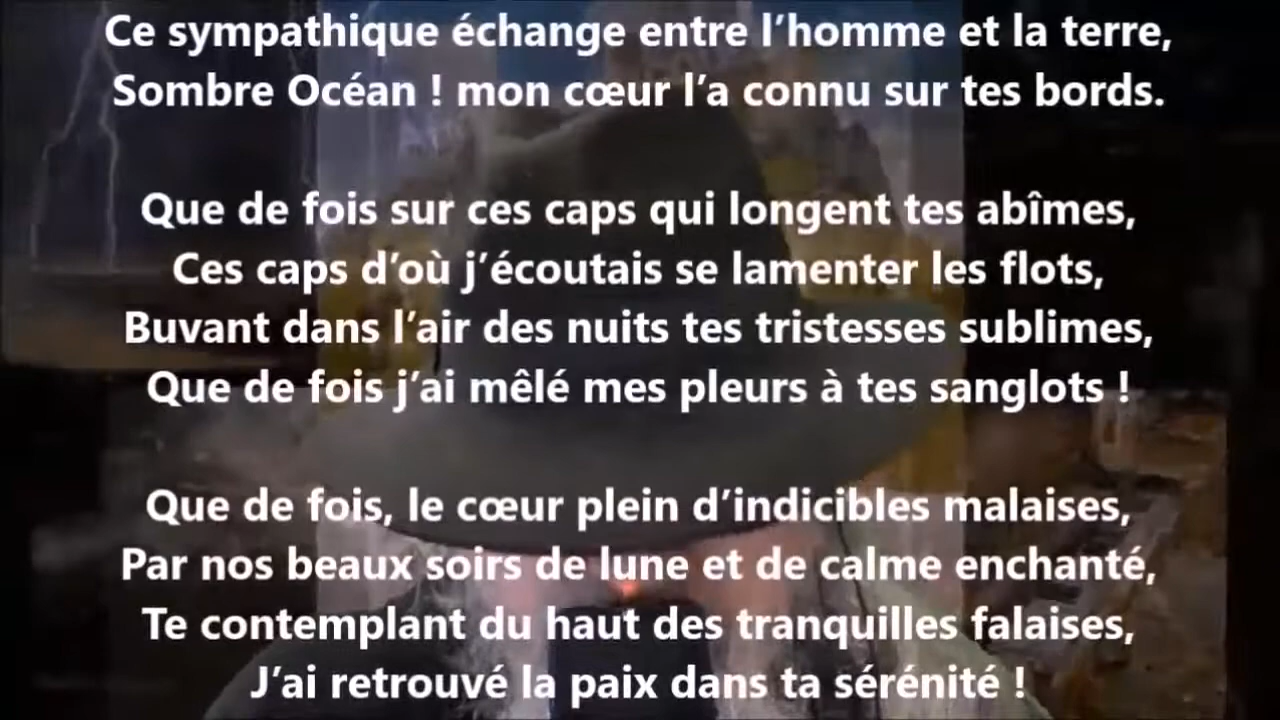 Ce sympathique échange entre l’homme et la terre,
Sombre Océan ! mon cœur l’a connu sur tes bords.
Que de fois sur ces caps qui longent tes abîmes,
Ces caps d’où j’écoutais se lamenter les flots,
Buvant dans l’air des nuits tes tristesses sublimes,
Que de fois j’ai mêlé mes pleurs à tes sanglots !
Que de fois, le cœur plein d’indicibles malaises,
Par nos beaux soirs de lune et de calme enchanté,
Te contemplant du haut des tranquilles falaises,
J’ai retrouvé la paix dans ta sérénité !